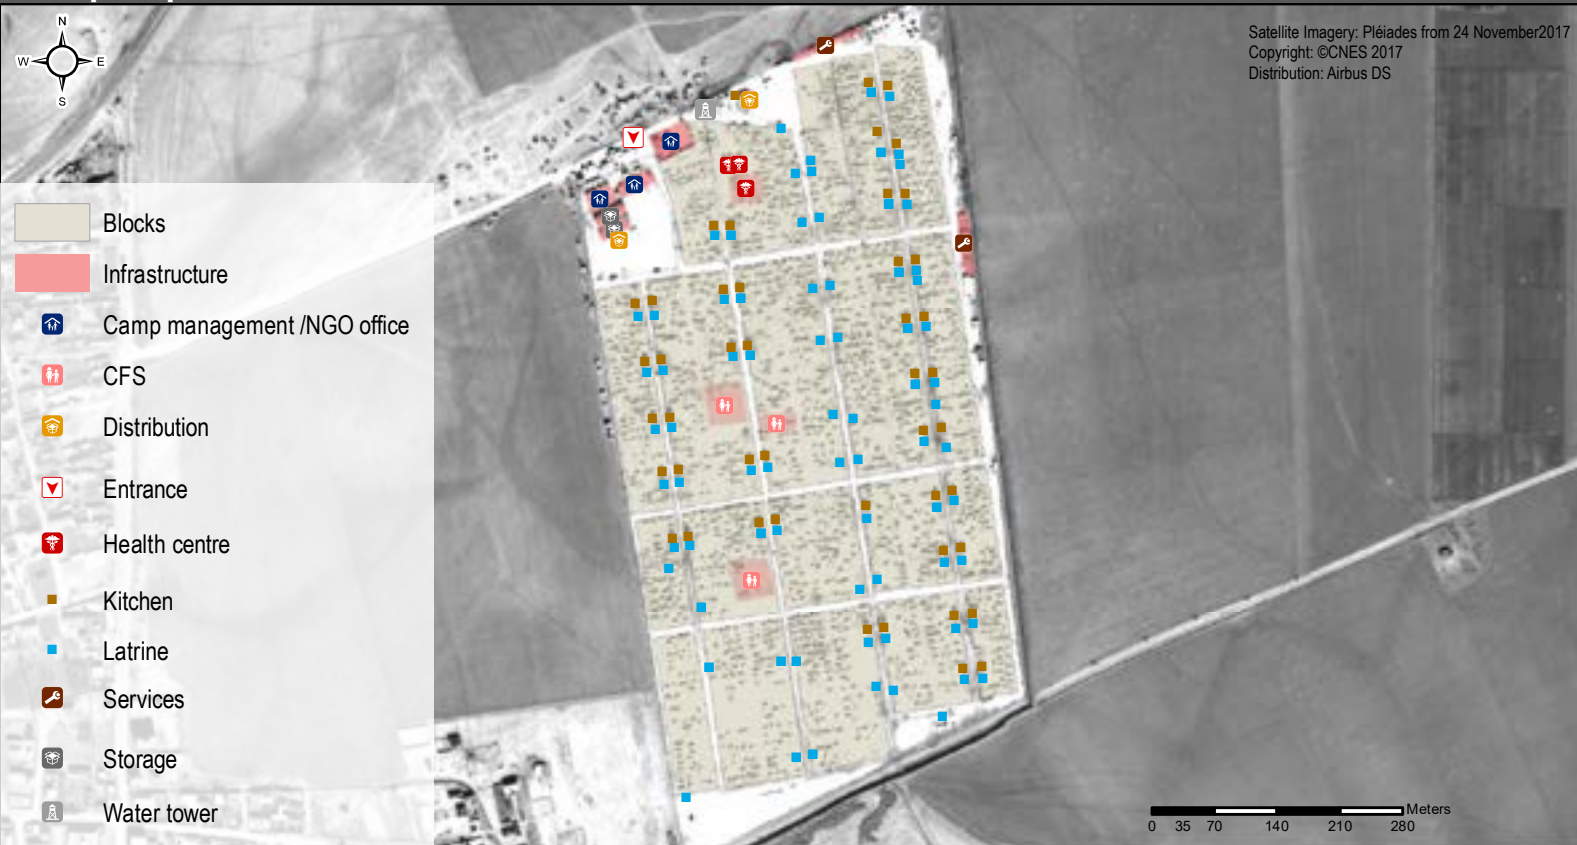 N
W E
S
Satellite Imagery: Pléiades from 24 November2017
Copyright: ©CNES 2017
Distribution: Airbus DS
Blocks
Infrastructure
Camp management /NGO office
CFS
Distribution
Entrance
Health centre
Kitchen
Latrine
Services
Storage
Water tower
Meters
0 35 70 140 210 280